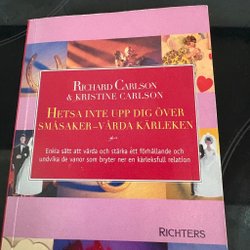 RICHARD CARLSON
& KRISTINE CARLSON
HETSA INTE UPP DIG ÖVER
SMÅSAKER–VÅRDA KÄRLEKEN
Enkla sätt att vårda och stärka ett förhållande och
undvika de vanor som bryter ner en kärleksfull relation
RICHTERS